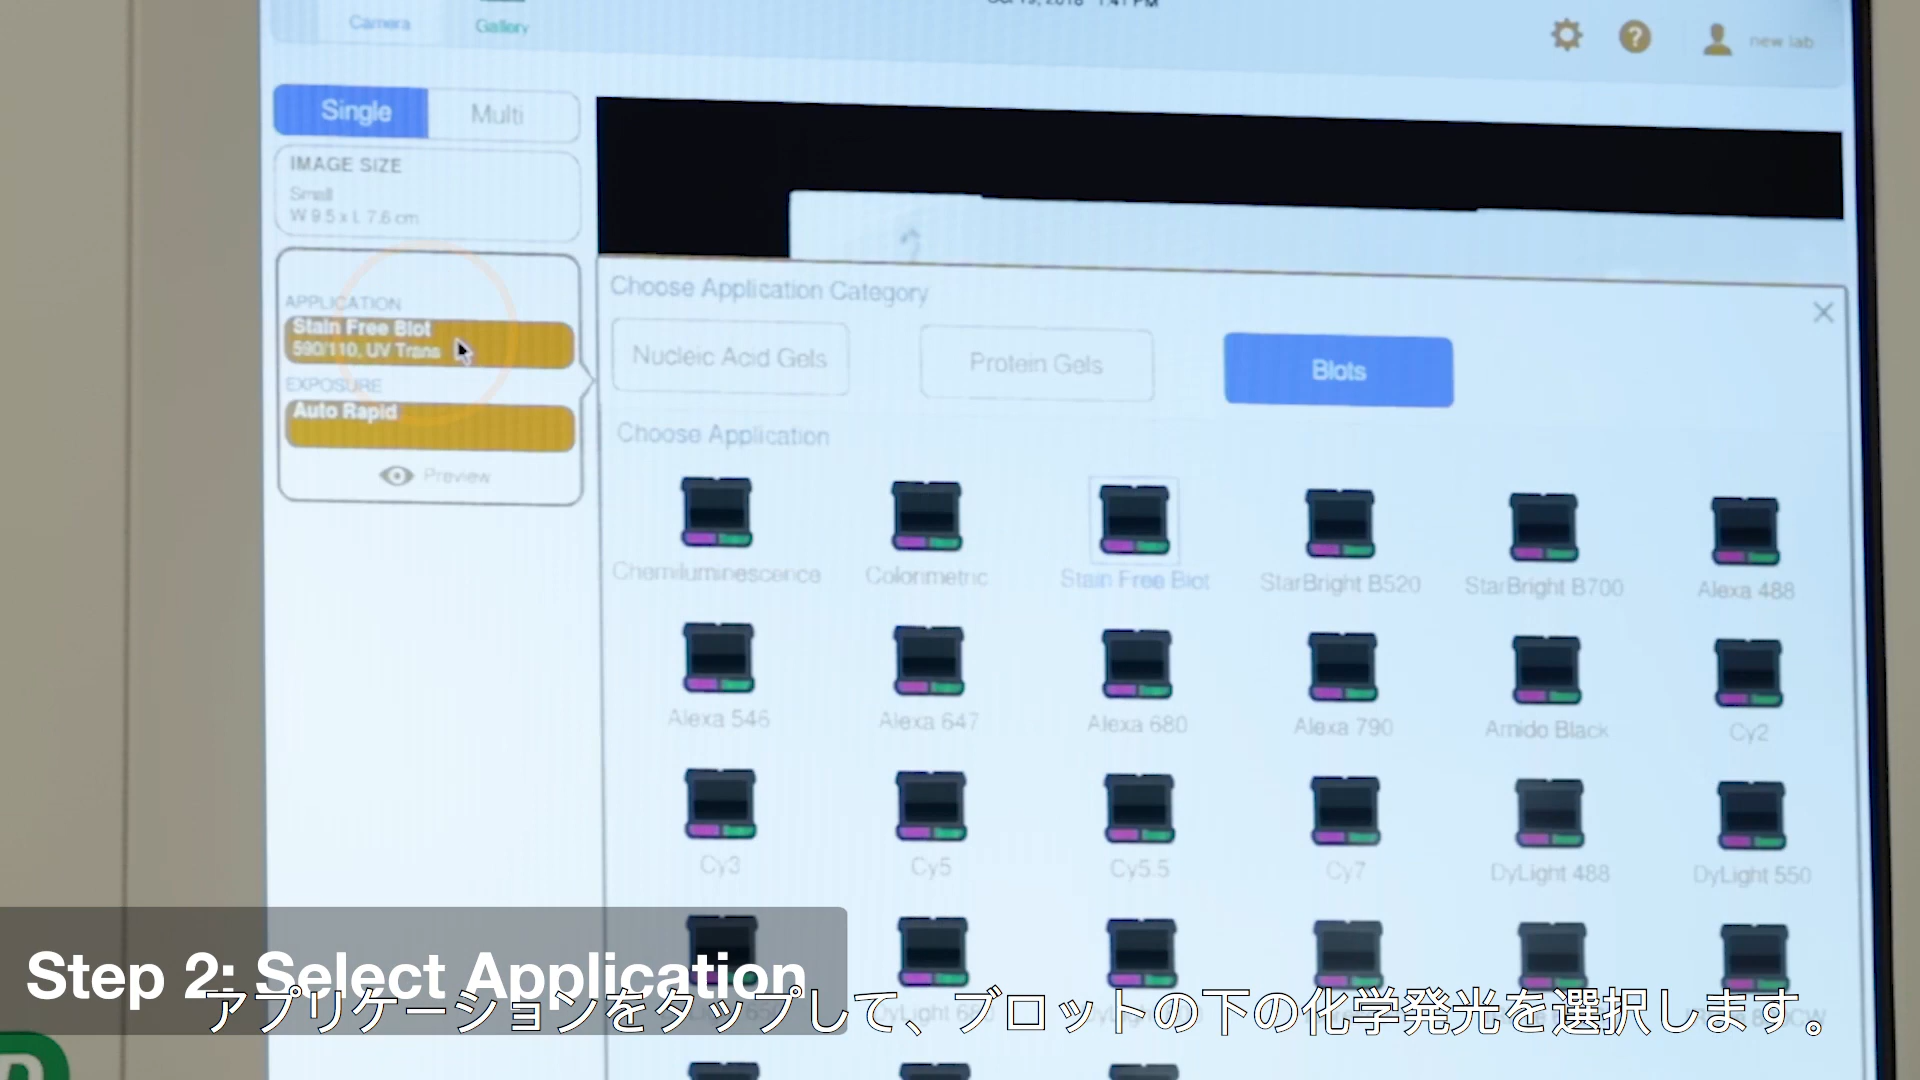 Camera
Gallery
1:41 PM
new lab
Single
Multi
IMAGE SIZE
Small
W 9.5 x L 7.6 cm
APPLICATION
Stain Free Blot
590/110, UV Trans
EXPOSURE
Auto Rapid
Preview
Choose Application Category
Nucleic Acid Gels
Protein Gels
Blots
Choose Application
Chemiluminescence
Colorimetric
Stain Free Blot
StarBright B520
StarBright B700
Alexa 488
Alexa 546
Alexa 647
Alexa 680
Alexa 790
Amido Black
Cy2
Cy3
Cy5
Cy5.5
Cy7
DyLight 488
DyLight 550
Step 2: Select Application
アプリケーションをタップして、ブロットの下の化学発光を選択します。